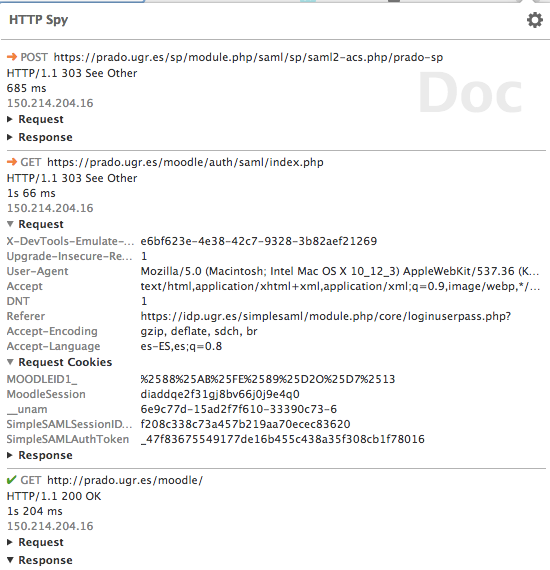 HTTP Spy
Doc
POST https://prado.ugr.es/sp/module.php/saml/sp/saml2-acs.php/prado-sp
HTTP/1.1 303 See Other
685 ms
150.214.204.16
Request
Response
GET https://prado.ugr.es/moodle/auth/saml/index.php
HTTP/1.1 303 See Other
1s 66 ms
150.214.204.16
Request
X-DevTools-Emulate-... e6bf623e-4e38-42c7-9328-3b82aef21269
Upgrade-Insecure-Re... 1
User-Agent Mozilla/5.0 (Macintosh; Intel Mac OS X 10_12_3) AppleWebKit/537.36 (K...
Accept text/html,application/xhtml+xml,application/xml;q=0.9,image/webp,*/...
DNT 1
Referer https://idp.ugr.es/simplesaml/module.php/core/loginuserpass.php?
Accept-Encoding gzip, deflate, sdch, br
Accept-Language es-ES,es;q=0.8
Request Cookies
MOODLEID1_ %2588%25AB%25FE%2589%25D2O%25D7%2513
MoodleSession diaddqe2f31gj8bv66j0j9e4q0
__unam 6e9c77d-15ad2f7f610-33390c73-6
SimpleSAMLSessionID... f208c338c73a457b219aa70ecec83620
SimpleSAMLAuthToken _47f83675549177de16b455c438a35f308cb1f78016
Response
GET http://prado.ugr.es/moodle/
HTTP/1.1 200 OK
1s 204 ms
150.214.204.16
Request
Response